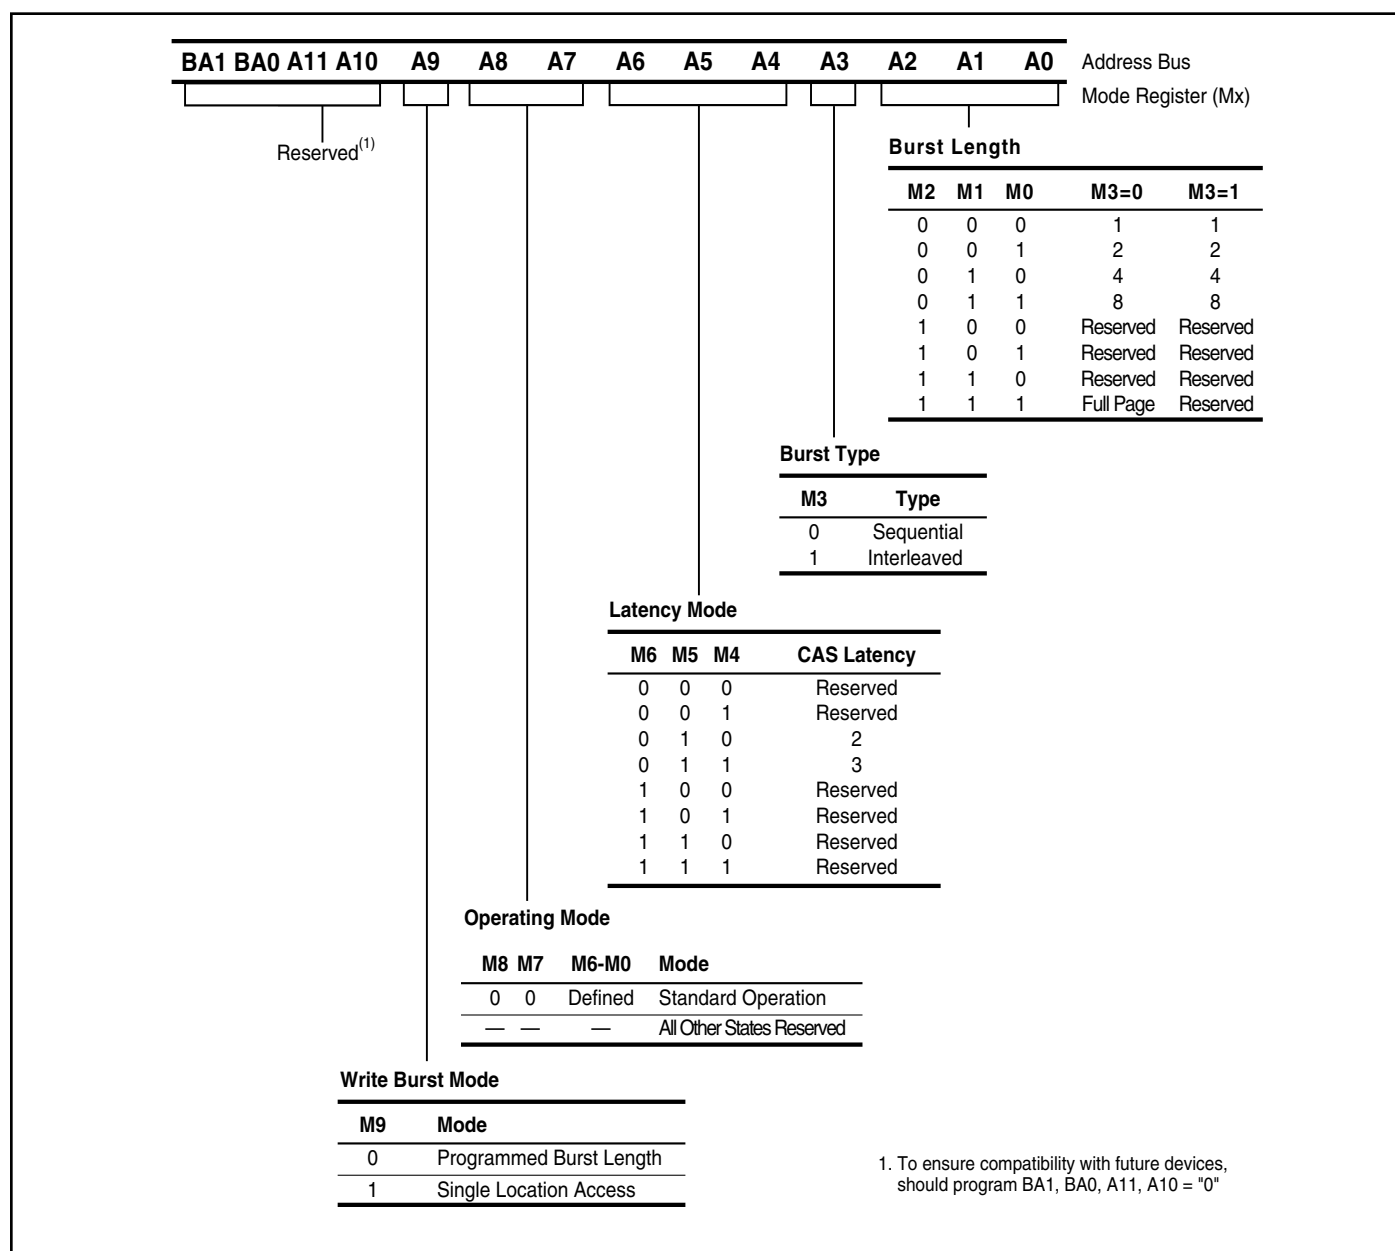 BA1 BA0 A11 A10 A9 A8 A7 A6 A5 A4 A3 A2 A1 A0 Address Bus
Mode Register (Mx)
Reserved(1)
Burst Length
M2 M1 M0 M3=0 M3=1
0 0 0 1 1
0 0 1 2 2
0 1 0 4 4
0 1 1 8 8
1 0 0 Reserved Reserved
1 0 1 Reserved Reserved
1 1 0 Reserved Reserved
1 1 1 Full Page Reserved
Burst Type
M3 Type
0 Sequential
1 Interleaved
Latency Mode
M6 M5 M4 CAS Latency
0 0 0 Reserved
0 0 1 Reserved
0 1 0 2
0 1 1 3
1 0 0 Reserved
1 0 1 Reserved
1 1 0 Reserved
1 1 1 Reserved
Operating Mode
M8 M7 M6-M0 Mode
0 0 Defined Standard Operation
— — — All Other States Reserved
Write Burst Mode
M9 Mode
0 Programmed Burst Length
1 Single Location Access
1. To ensure compatibility with future devices,
should program BA1, BA0, A11, A10 = "0"